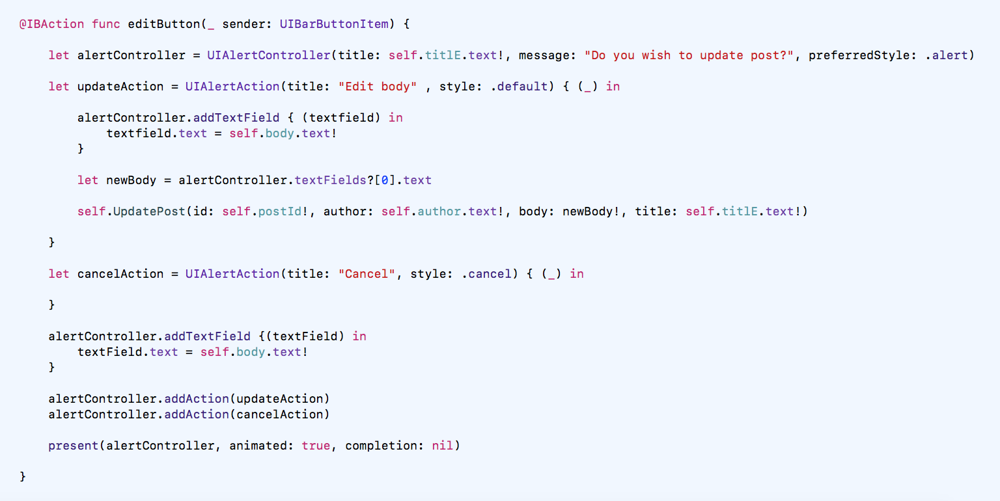 @IBAction func editButton(_ sender: UIBarButtonItem) {
let alertController = UIAlertController(title: self.titlE.text!, message: "Do you wish to update post?", preferredStyle: .alert)
let updateAction = UIAlertAction(title: "Edit body" , style: .default) { (_) in
alertController.addTextField { (textfield) in
textfield.text = self.body.text!
}
let newBody = alertController.textFields?[0].text
self.UpdatePost(id: self.postId!, author: self.author.text!, body: newBody!, title: self.titlE.text!)
}
let cancelAction = UIAlertAction(title: "Cancel", style: .cancel) { (_) in
}
alertController.addTextField {(textField) in
textField.text = self.body.text!
}
alertController.addAction(updateAction)
alertController.addAction(cancelAction)
present(alertController, animated: true, completion: nil)
}